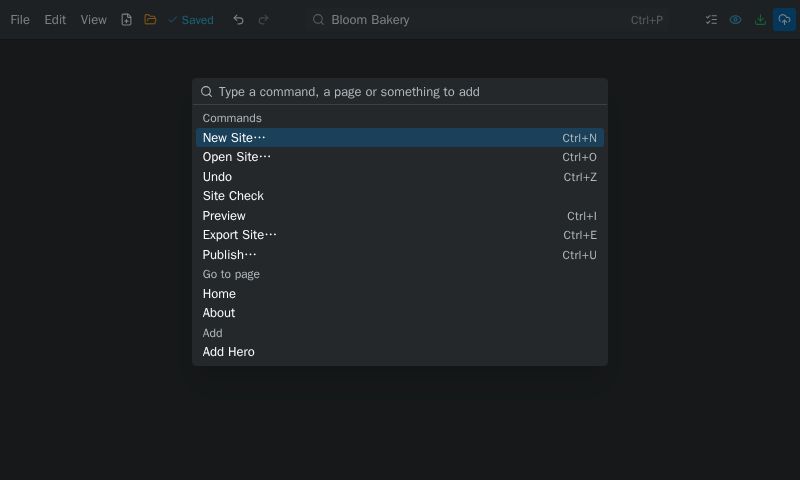 File Edit View Saved Bloom Bakery Ctrl+P
Type a command, a page or something to add
Commands
New Site··· Ctrl+N
Open Site··· Ctrl+O
Undo Ctrl+Z
Site Check
Preview Ctrl+I
Export Site··· Ctrl+E
Publish··· Ctrl+U
Go to page
Home
About
Add
Add Hero